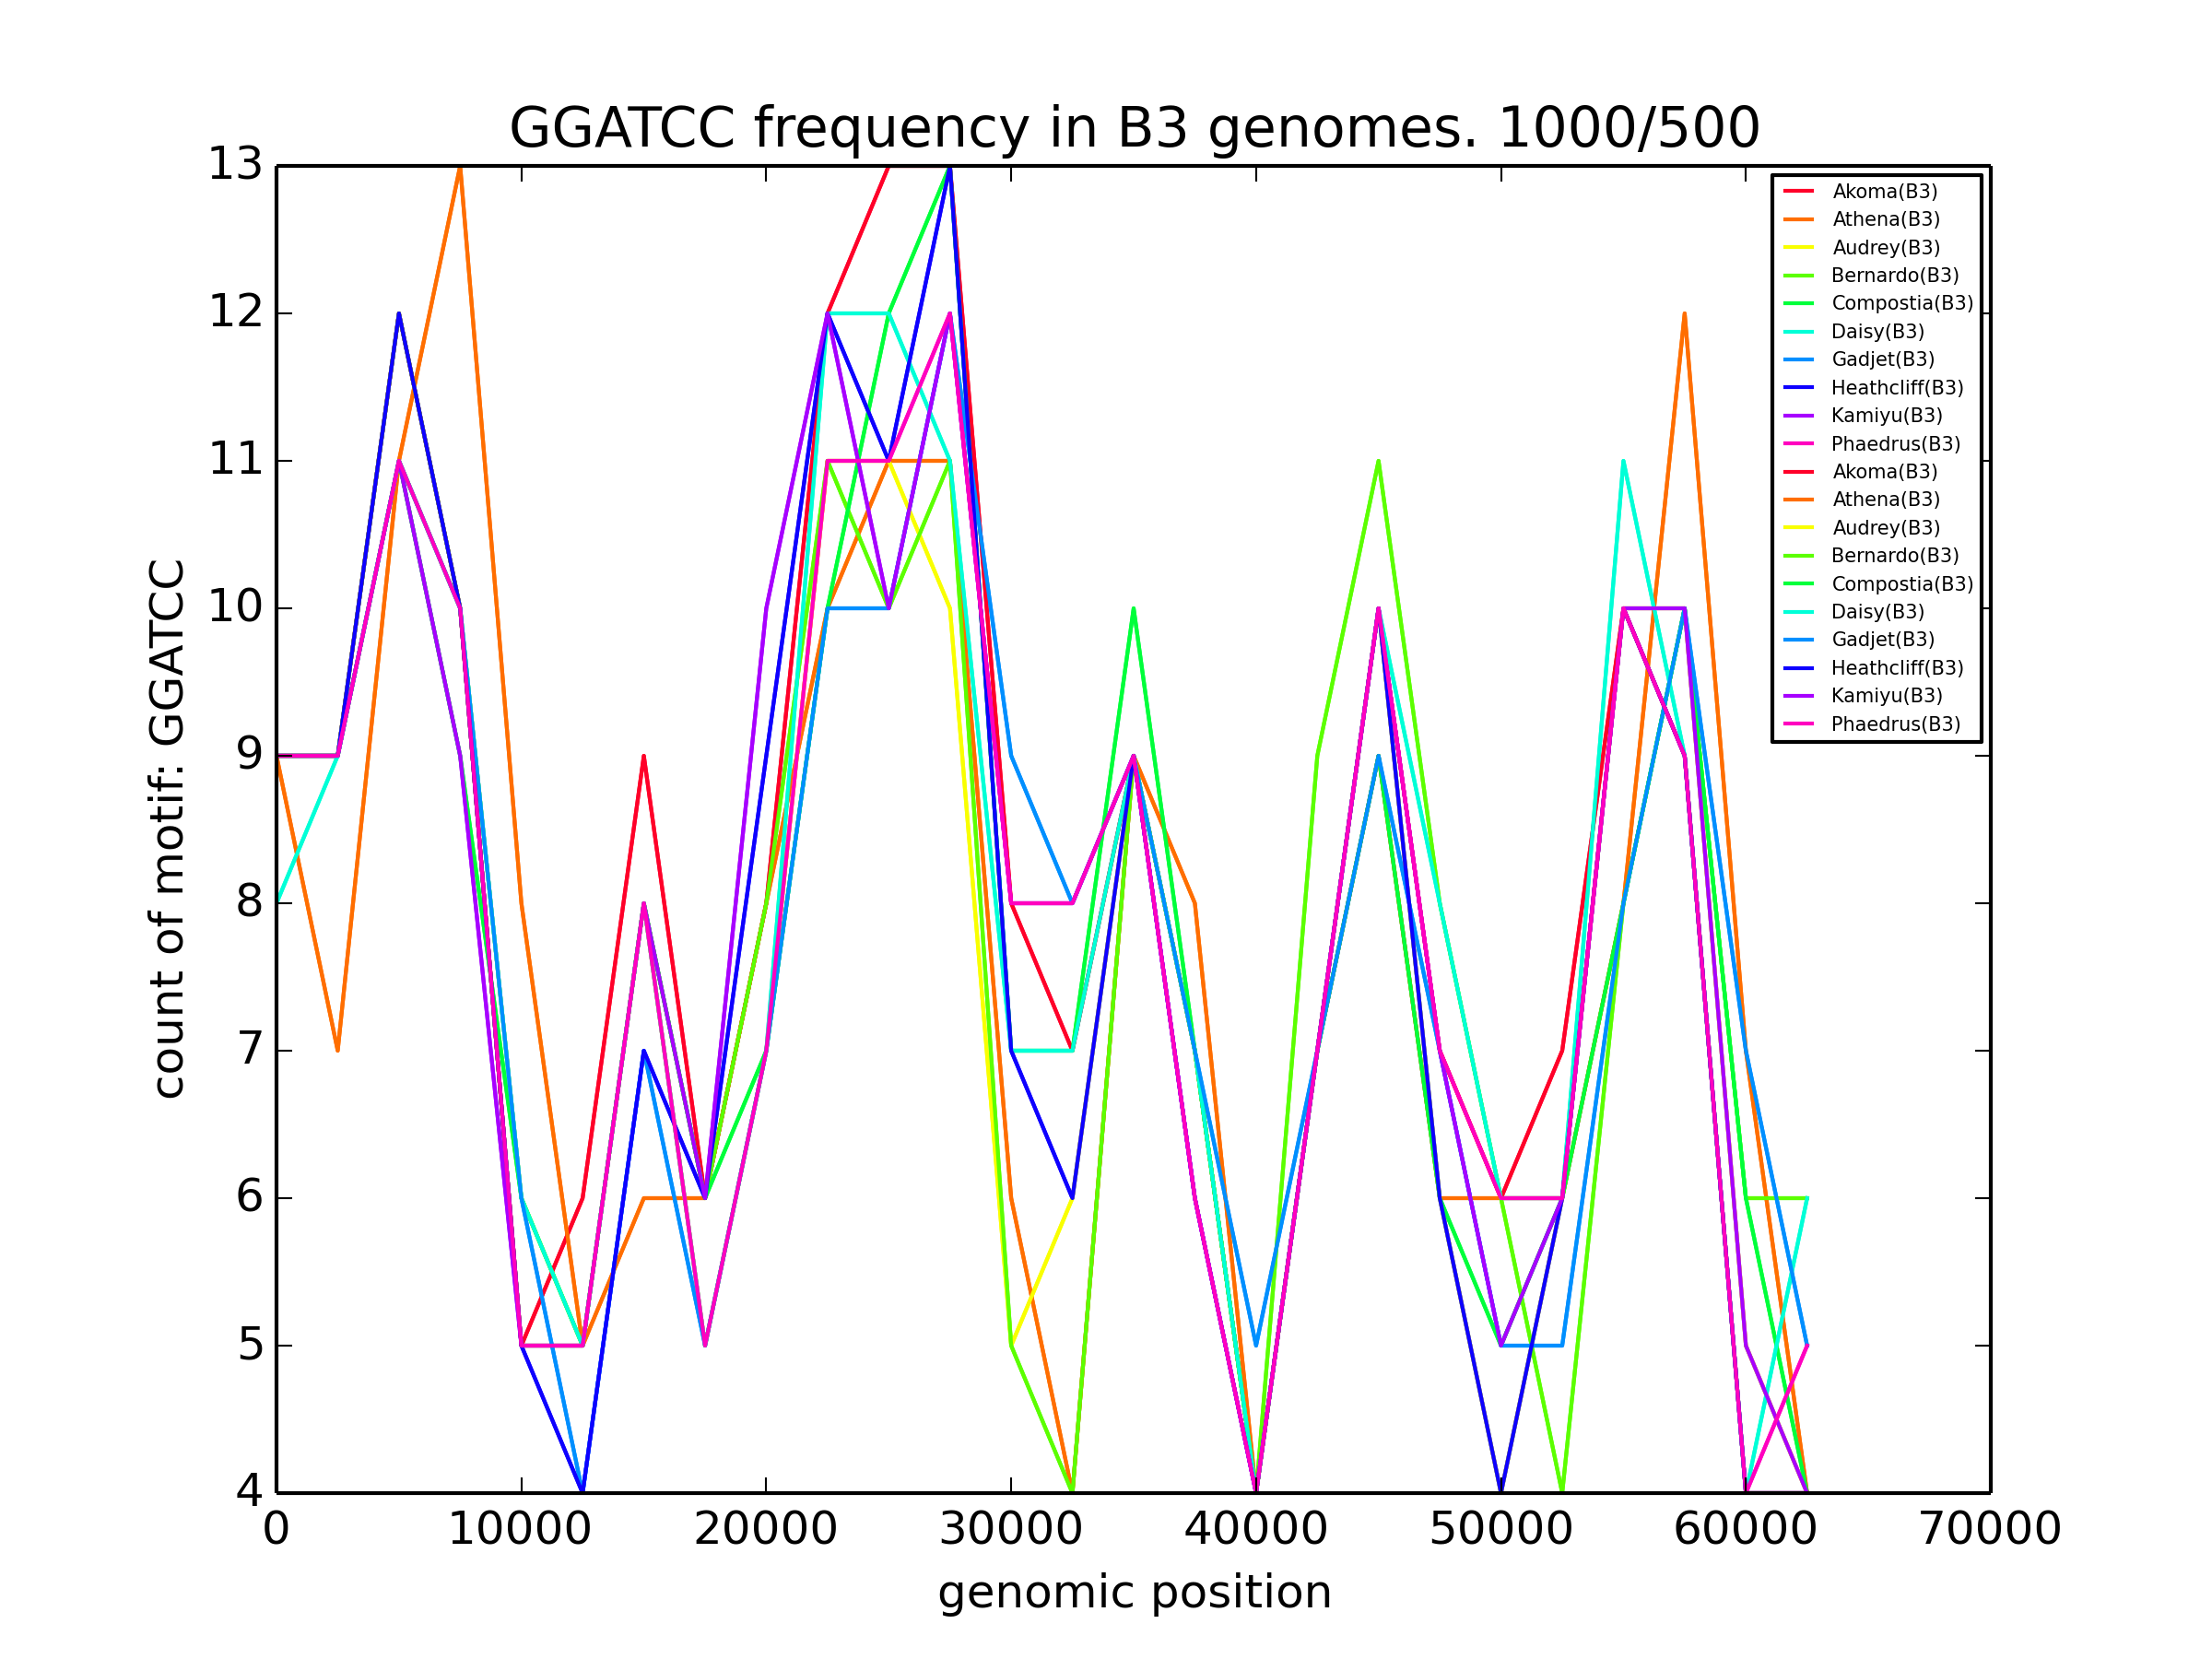 GGATCC frequency in B3 genomes. 1000/500
13
12
11
10
9
8
7
6
5
4
count of motif: GGATCC
Akoma(B3)
Athena(B3)
Audrey(B3)
Bernardo(B3)
Compostia(B3)
Daisy(B3)
Gadjet(B3)
Heathcliff(B3)
Kamiyu(B3)
Phaedrus(B3)
Akoma(B3)
Athena(B3)
Audrey(B3)
Bernardo(B3)
Compostia(B3)
Daisy(B3)
Gadjet(B3)
Heathcliff(B3)
Kamiyu(B3)
Phaedrus(B3)
0 10000 20000 30000 40000 50000 60000 70000
genomic position